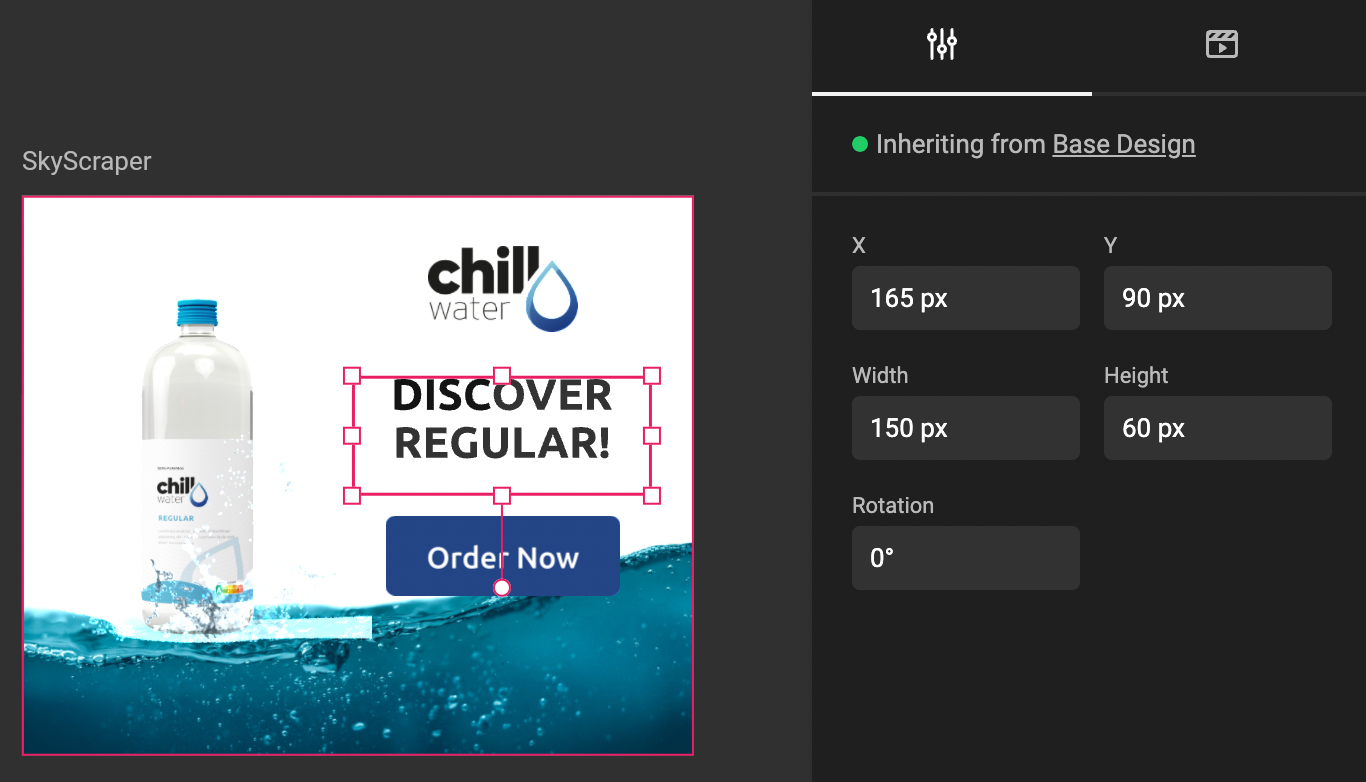 SkyScraper
chill
water
DISCOVER
REGULAR!
Order Now
chill
water
REGULAR
Inheriting from Base Design
X
Y
165 px
90 px
Width
Height
150 px
60 px
Rotation
0°